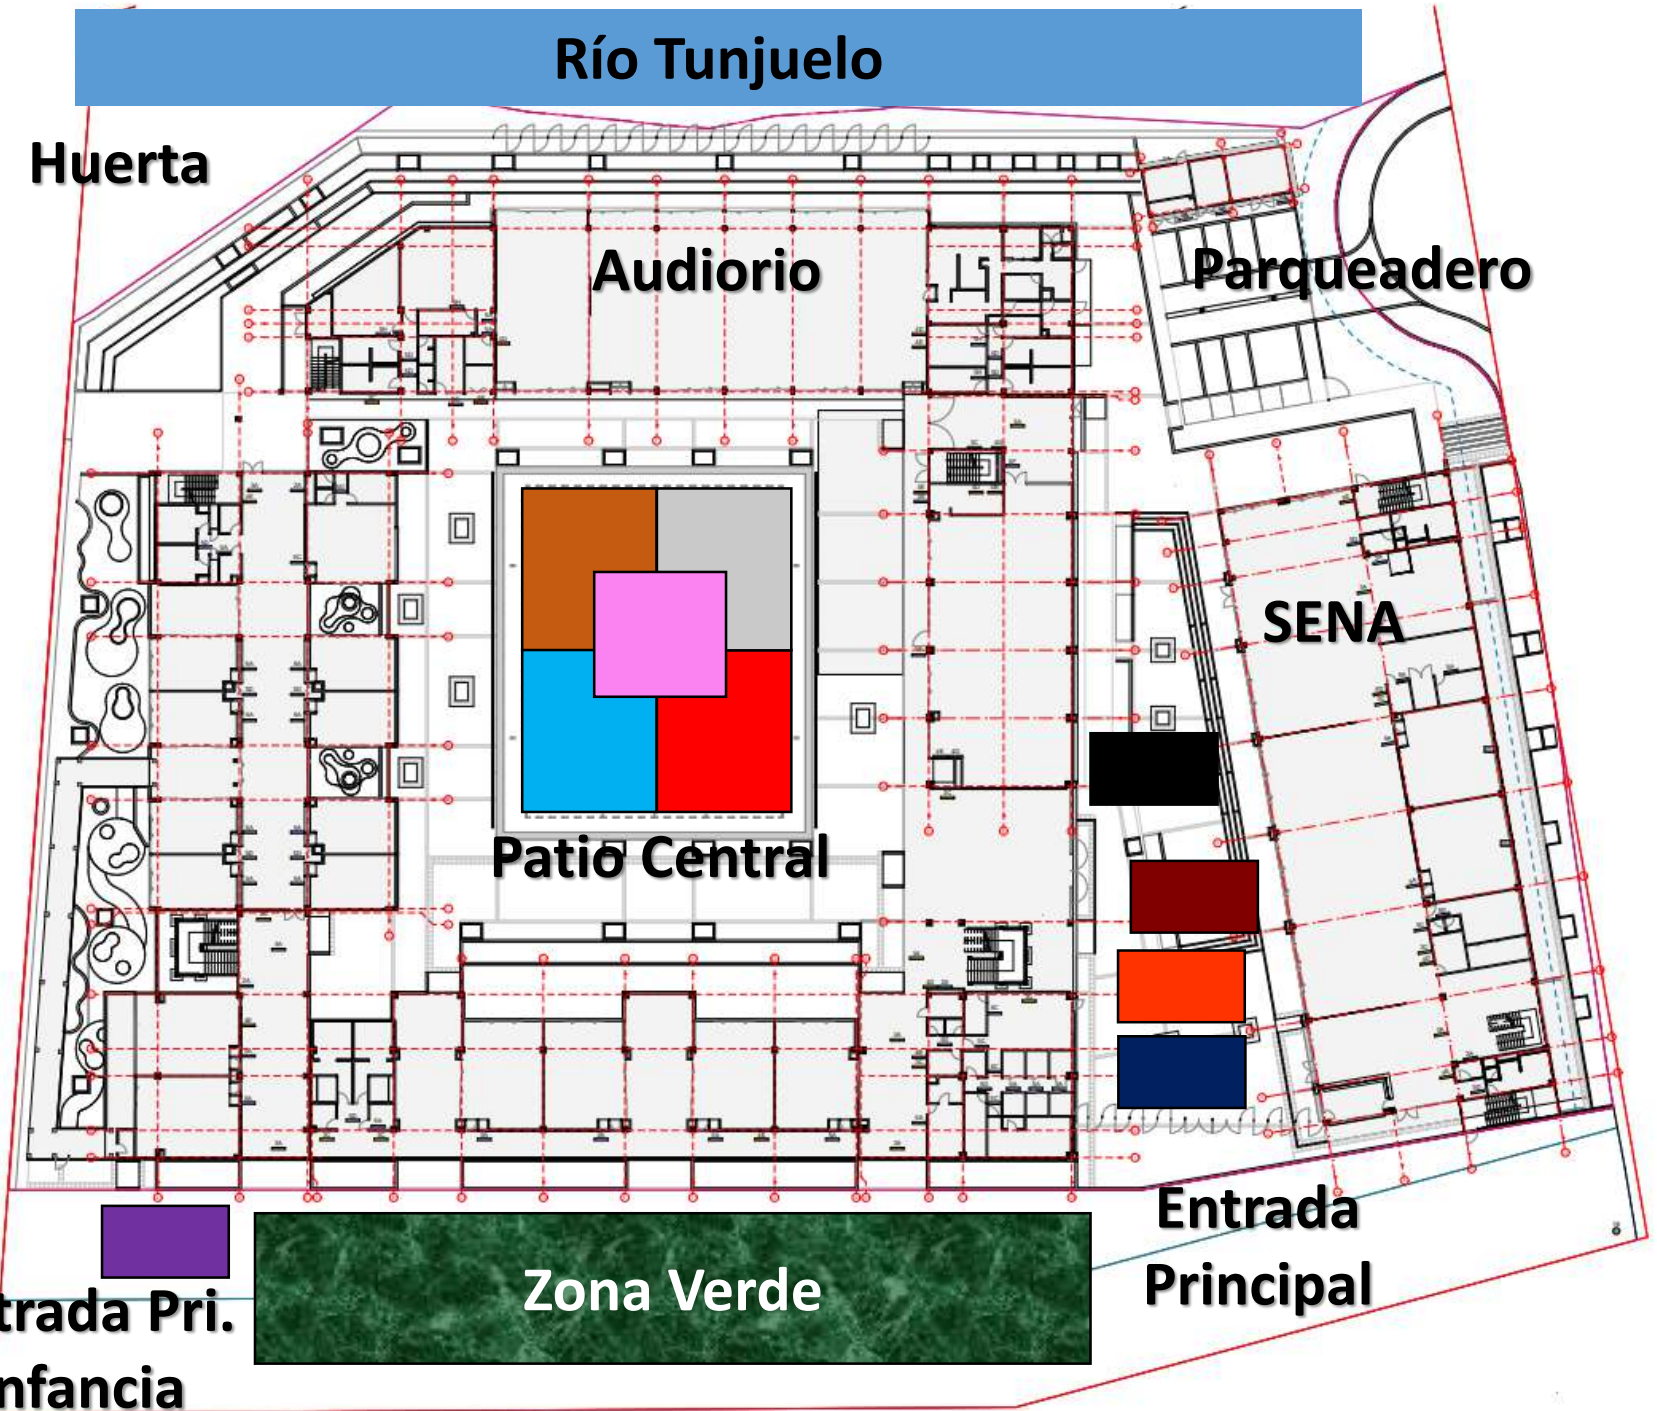 Río Tunjuelo
Huerta
Audiorio
Parqueadero
SENA
Patio Central
Entrada
Principal
Zona Verde
trada Pri.
nfancia